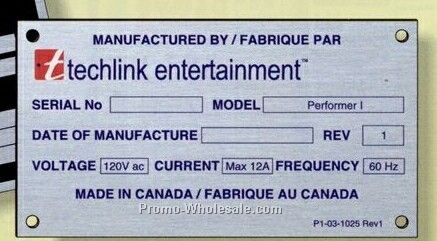 MANUFACTURED BY / FABRIQUE PAR
t techlink entertainment™
SERIAL No MODEL Performer I
DATE OF MANUFACTURE REV 1
VOLTAGE 120V ac CURRENT Max 12A FREQUENCY 60 Hz
MADE IN CANADA / FABRIQUE AU CANADA
Promo-Wholesale.com
P1-03-1025 Rev1